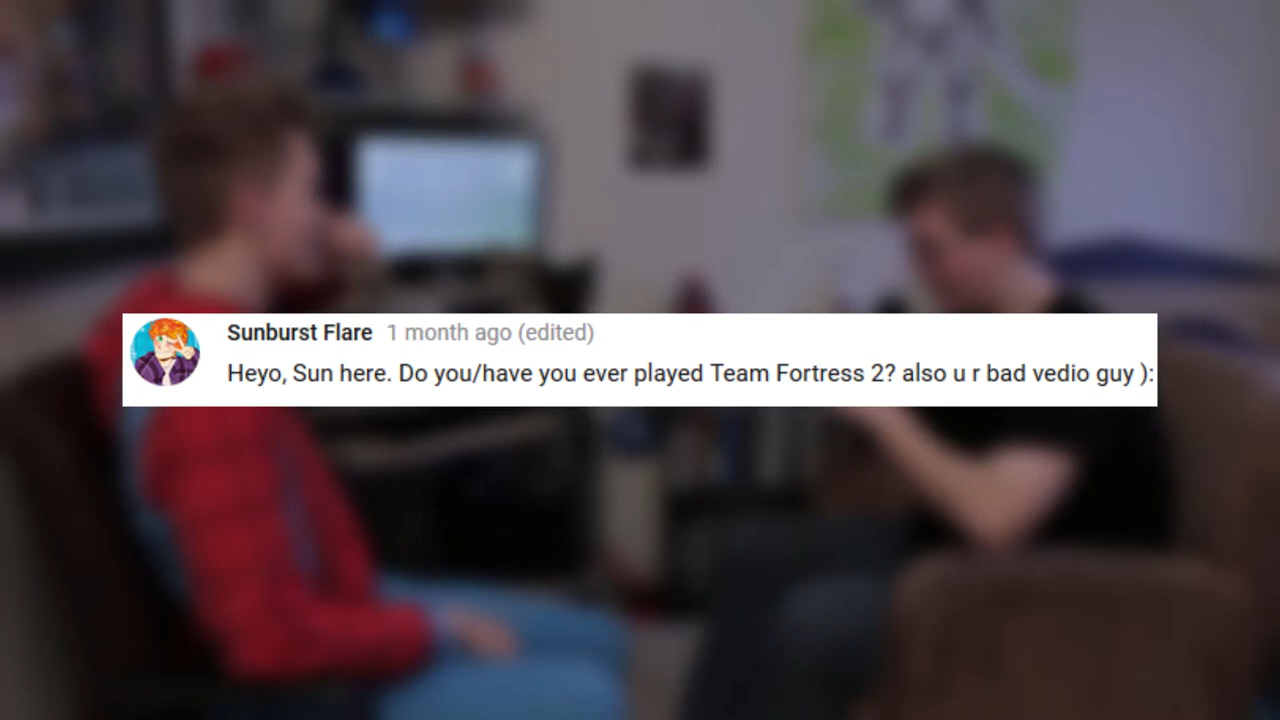 Sunburst Flare 1 month ago (edited)
Heyo, Sun here. Do you/have you ever played Team Fortress 2? also u r bad vedio guy ):